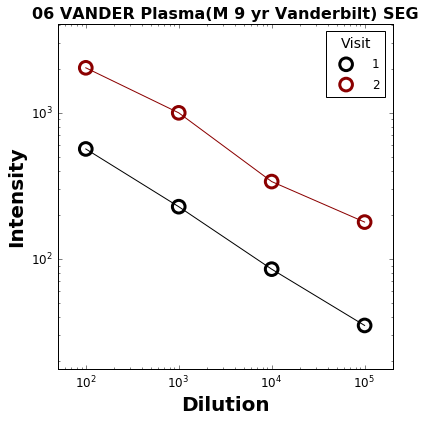 06 VANDER Plasma(M 9 yr Vanderbilt) SEG
Visit
1
2
10³
10²
Intensity
10² 10³ 10⁴ 10⁵
Dilution